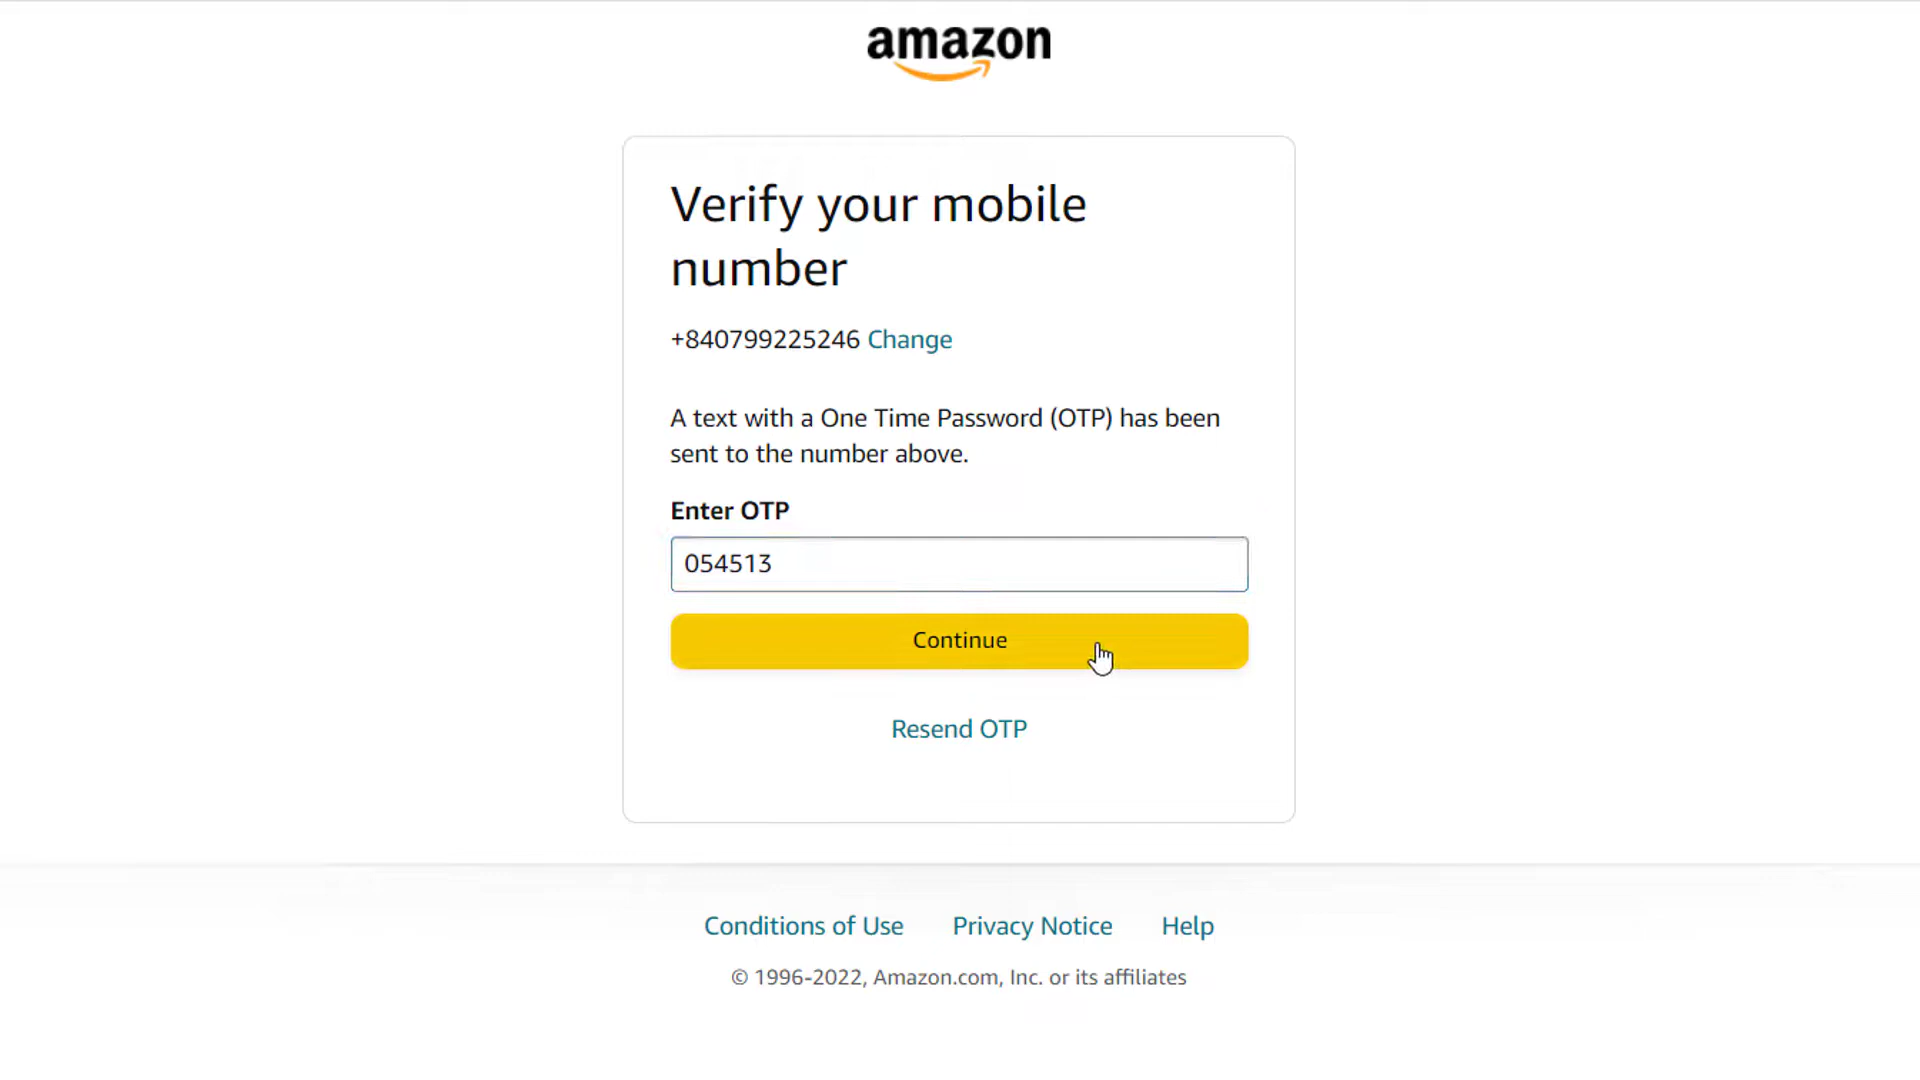 amazon
Verify your mobile
number
+840799225246 Change
A text with a One Time Password (OTP) has been
sent to the number above.
Enter OTP
054513
Continue
Resend OTP
Conditions of Use Privacy Notice Help
© 1996-2022, Amazon.com, Inc. or its affiliates